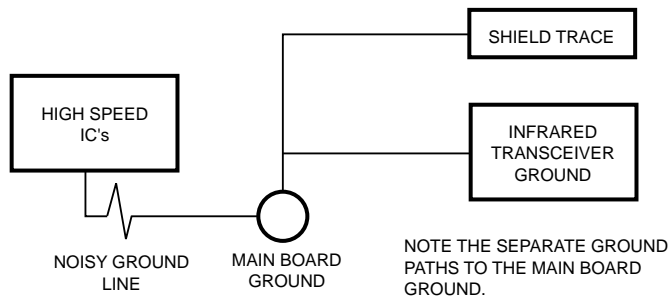 SHIELD TRACE
HIGH SPEED
IC's
INFRARED
TRANSCEIVER
GROUND
NOISY GROUND
LINE
MAIN BOARD
GROUND
NOTE THE SEPARATE GROUND
PATHS TO THE MAIN BOARD
GROUND.